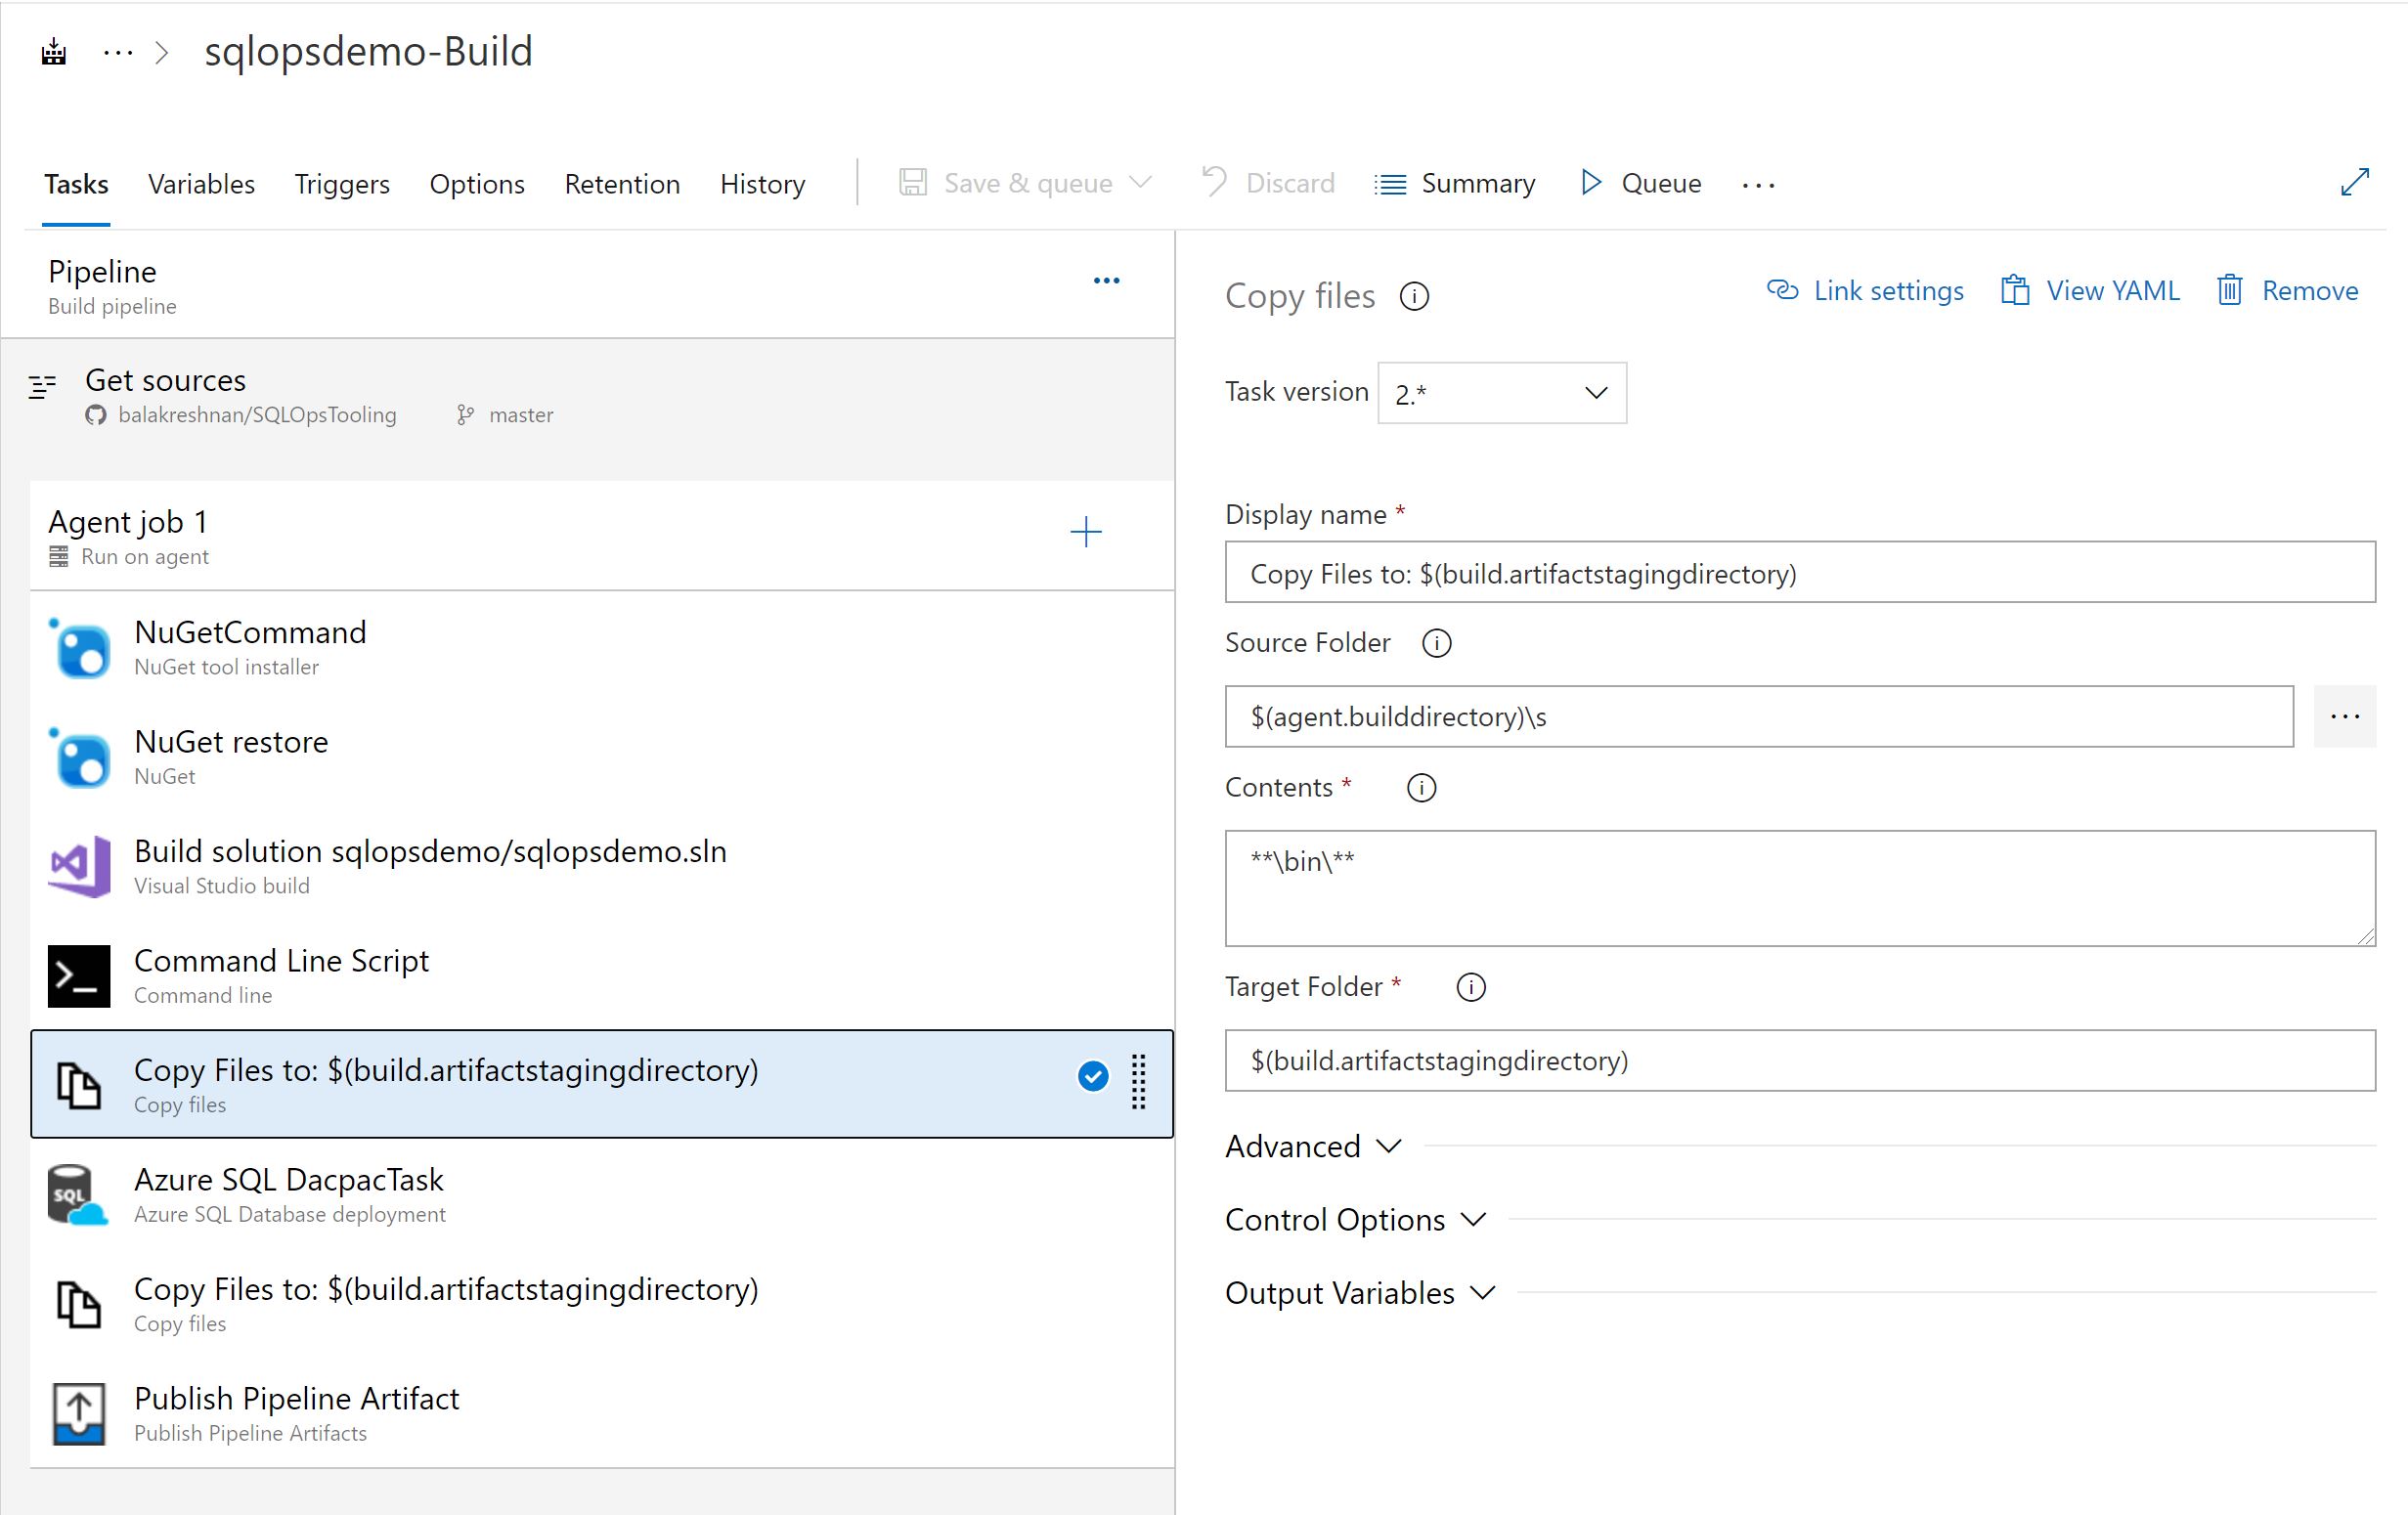 ··· > sqlopsdemo-Build
Tasks Variables Triggers Options Retention History Save & queue Discard Summary Queue ···
Pipeline
Build pipeline
Get sources
balakreshnan/SQLOpsTooling master
Agent job 1
Run on agent
NuGetCommand
NuGet tool installer
NuGet restore
NuGet
Build solution sqlopsdemo/sqlopsdemo.sln
Visual Studio build
Command Line Script
Command line
Copy Files to: $(build.artifactstagingdirectory)
Copy files
SQL
Azure SQL DacpacTask
Azure SQL Database deployment
Copy Files to: $(build.artifactstagingdirectory)
Copy files
Publish Pipeline Artifact
Publish Pipeline Artifacts
Copy files Link settings View YAML Remove
Task version 2.*
Display name *
Copy Files to: $(build.artifactstagingdirectory)
Source Folder
$(agent.builddirectory)\s
Contents *
**\bin\**
Target Folder *
$(build.artifactstagingdirectory)
Advanced
Control Options
Output Variables